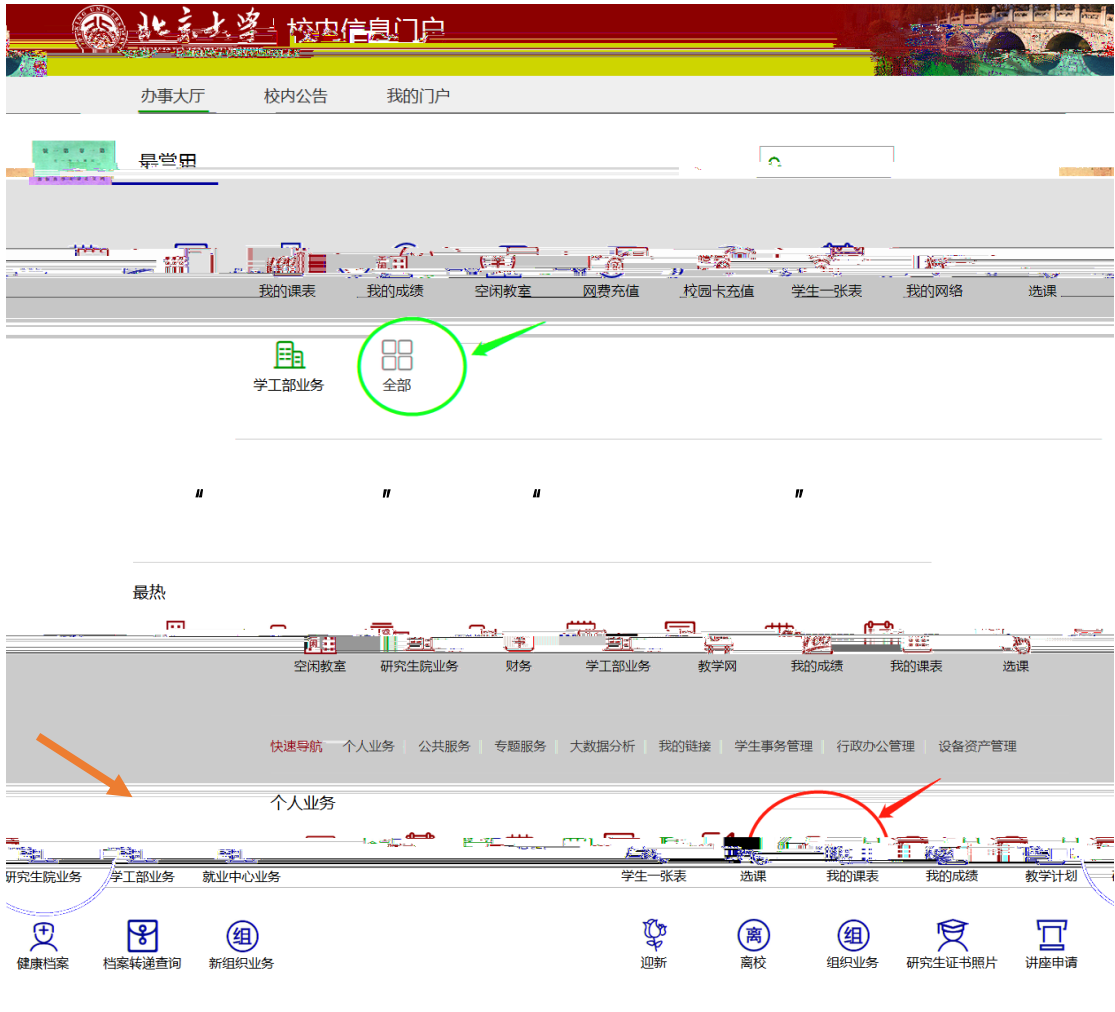 北京大学 校内信息门户
办事大厅 校内公告 我的门户
最常用
我的课表 我的成绩 空闲教室 网费充值 校园卡充值 学生一张表 我的网络 选课
学工部业务 全部
“ ” “ ”
最热
空闲教室 研究生院业务 财务 学工部业务 教学网 我的成绩 我的课表 选课
快速导航 个人业务 公共服务 专题服务 大数据分析 我的链接 学生事务管理 行政办公管理 设备资产管理
个人业务
研究生院业务 学工部业务 就业中心业务 学生一张表 选课 我的课表 我的成绩 教学计划
组 离 组
健康档案 档案转递查询 新组织业务 迎新 离校 组织业务 研究生证书照片 讲座申请